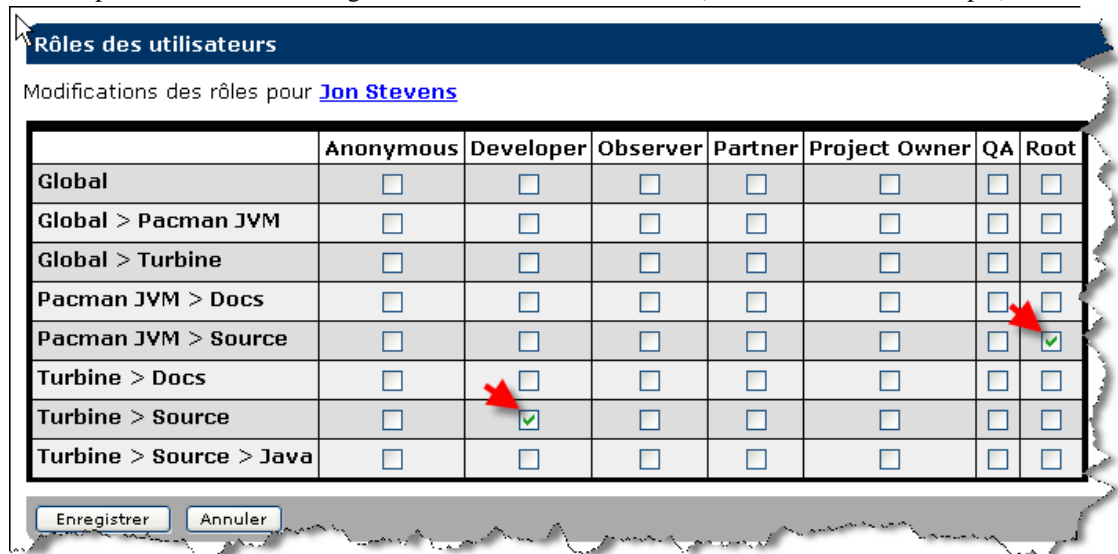 Rôles des utilisateurs
Modifications des rôles pour Jon Stevens
Anonymous Developer Observer Partner Project Owner QA Root
Global
Global > Pacman JVM
Global > Turbine
Pacman JVM > Docs
Pacman JVM > Source
Turbine > Docs
Turbine > Source
Turbine > Source > Java
Enregistrer Annuler